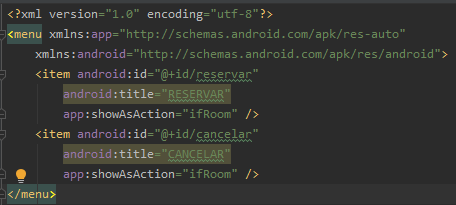 <?xml version="1.0" encoding="utf-8"?>
<menu xmlns:app="http://schemas.android.com/apk/res-auto"
xmlns:android="http://schemas.android.com/apk/res/android">
<item android:id="@+id/reservar"
android:title="RESERVAR"
app:showAsAction="ifRoom" />
<item android:id="@+id/cancelar"
android:title="CANCELAR"
app:showAsAction="ifRoom" />
</menu>